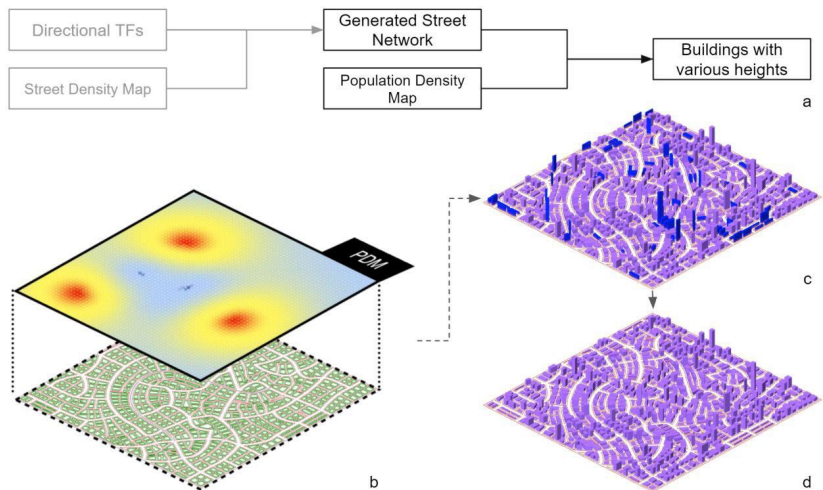 Directional TFs
Street Density Map
Generated Street
Network
Population Density
Map
Buildings with
various heights
a
PDM
c
b
d